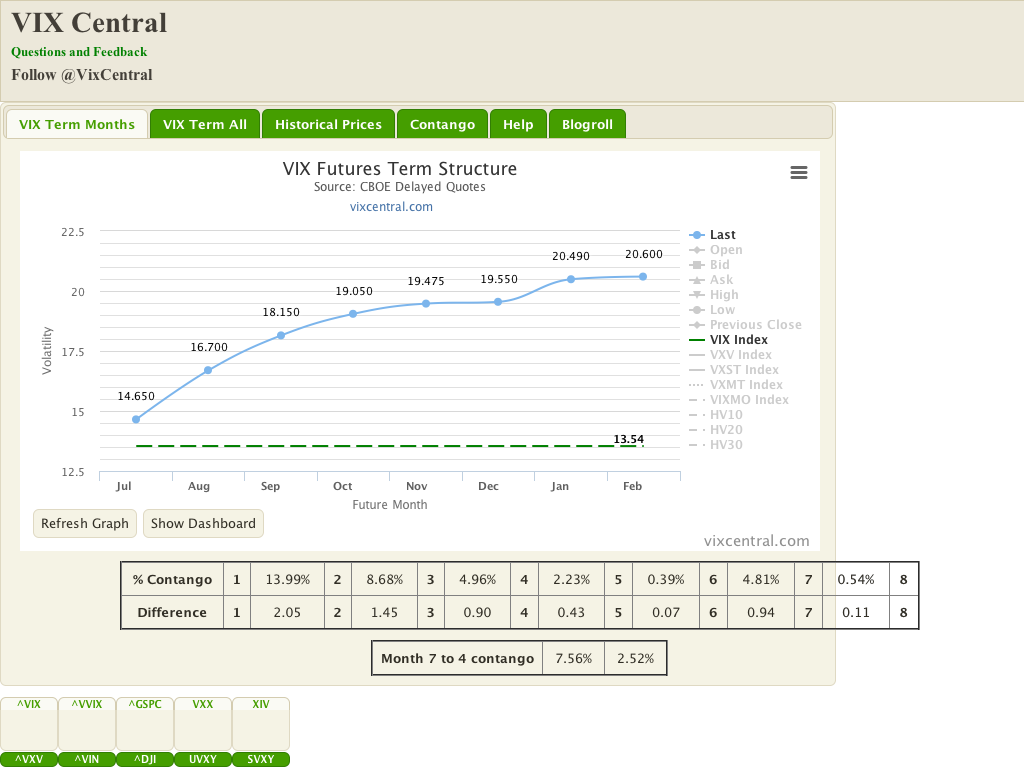 VIX Central
Questions and Feedback
Follow @VixCentral
VIX Term Months VIX Term All Historical Prices Contango Help Blogroll
VIX Futures Term Structure
Source: CBOE Delayed Quotes
vixcentral.com
Volatility
22.5
20
17.5
15
12.5
14.650
16.700
18.150
19.050
19.475
19.550
20.490
20.600
13.54
Jul Aug Sep Oct Nov Dec Jan Feb
Future Month
Last
Open
Bid
Ask
High
Low
Previous Close
VIX Index
VXV Index
VXST Index
VXMT Index
VIXMO Index
HV10
HV20
HV30
Refresh Graph Show Dashboard
vixcentral.com
% Contango 1 13.99% 2 8.68% 3 4.96% 4 2.23% 5 0.39% 6 4.81% 7 0.54% 8
Difference 1 2.05 2 1.45 3 0.90 4 0.43 5 0.07 6 0.94 7 0.11 8
Month 7 to 4 contango 7.56% 2.52%
^VIX ^VVIX ^GSPC VXX XIV
^VXV ^VIN ^DJI UVXY SVXY